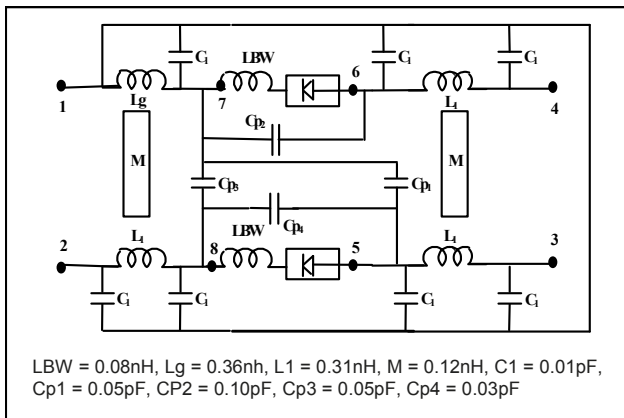 C₁ LBW C₁ C₁
6
1 Lg 7 L₁ 4
Cp₂
M M
Cp₃ Cp₁
Cp₄
2 L₁ LBW L₁ 3
8 5
C₁ C₁ C₁ C₁
LBW = 0.08nH, Lg = 0.36nh, L1 = 0.31nH, M = 0.12nH, C1 = 0.01pF,
Cp1 = 0.05pF, CP2 = 0.10pF, Cp3 = 0.05pF, Cp4 = 0.03pF